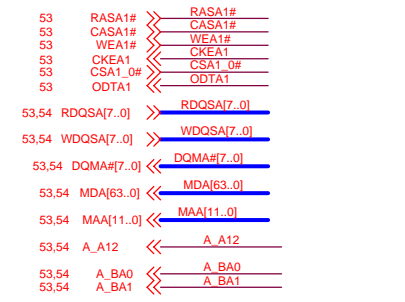 53 RASA1# RASA1#
53 CASA1# CASA1#
53 WEA1# WEA1#
53 CKEA1 CKEA1
53 CSA1_0# CSA1_0#
53 ODTA1 ODTA1
53,54 RDQSA[7..0] RDQSA[7..0]
53,54 WDQSA[7..0] WDQSA[7..0]
53,54 DQMA#[7..0] DQMA#[7..0]
53,54 MDA[63..0] MDA[63..0]
53,54 MAA[11..0] MAA[11..0]
53,54 A_A12 A_A12
53,54 A_BA0 A_BA0
53,54 A_BA1 A_BA1